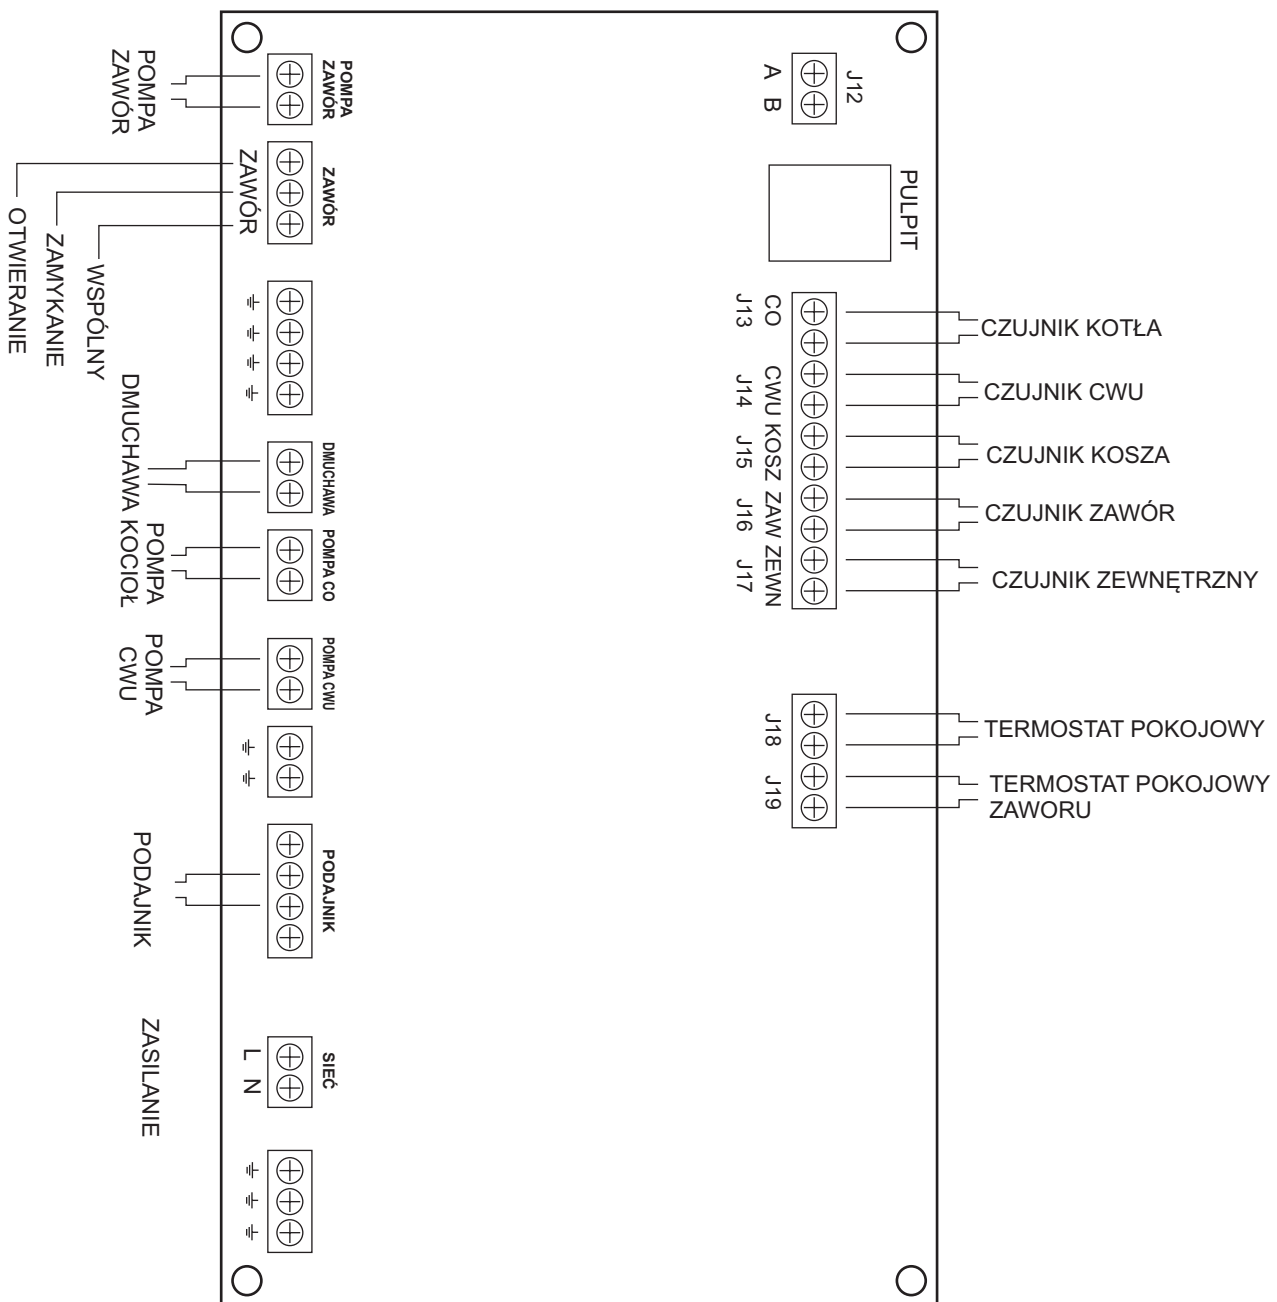 POMPA
ZAWÓR
POMPA
ZAWÓR
ZAWÓR
ZAWÓR
OTWIERANIE
ZAMYKANIE
WSPÓLNY
DMUCHAWA
DMUCHAWA
POMPA
KOCIOŁ
POMPA CO
POMPA
CWU
POMPA CWU
PODAJNIK
PODAJNIK
ZASILANIE
L N
SIEĆ
J12
A B
PULPIT
CO
J13
CWU
J14
KOSZ
J15
ZAW
J16
ZEWN
J17
CZUJNIK KOTŁA
CZUJNIK CWU
CZUJNIK KOSZA
CZUJNIK ZAWÓR
CZUJNIK ZEWNĘTRZNY
J18
J19
TERMOSTAT POKOJOWY
TERMOSTAT POKOJOWY
ZAWORU